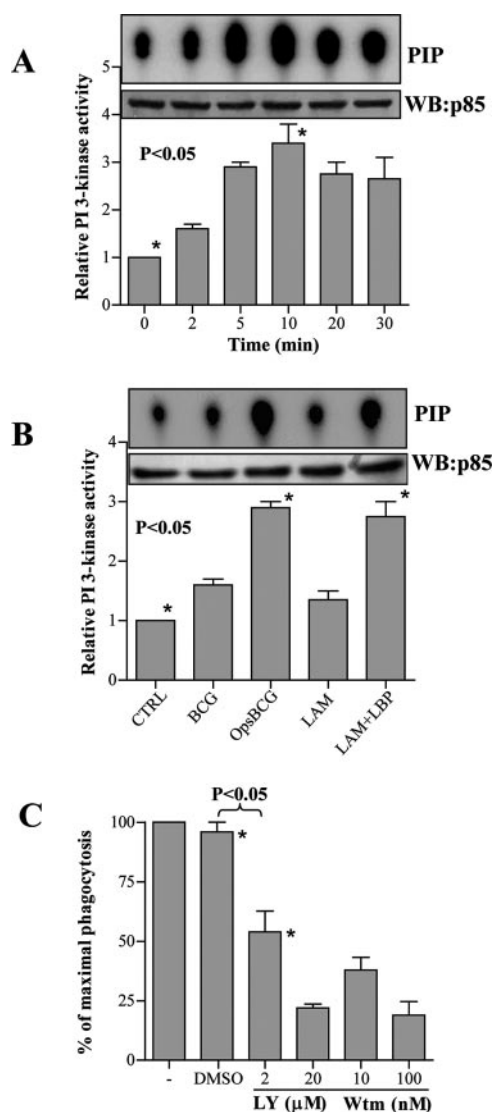 A
PIP
WB:p85
P<0.05
Relative PI 3-kinase activity
5
4
3
2
1
0
*
*
0 2 5 10 20 30
Time (min)
B
PIP
WB:p85
P<0.05
Relative PI 3-kinase activity
4
3
2
1
0
*
*
*
CTRL BCG OpsBCG LAM LAM+LBP
C
P<0.05
% of maximal phagocytosis
100
75
50
25
0
*
*
- DMSO 2 20 10 100
LY (µM) Wtm (nM)